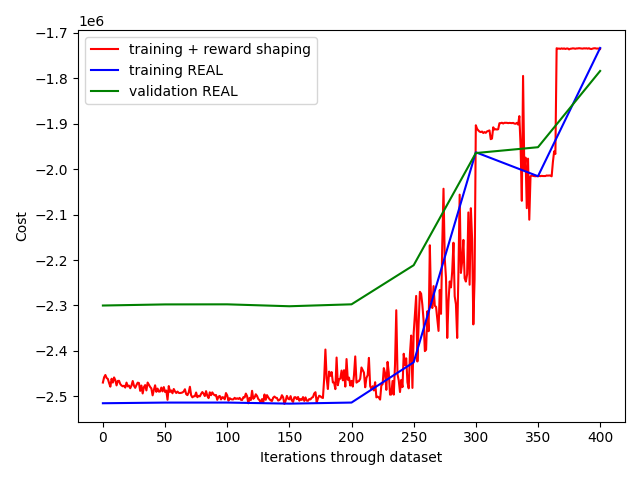 1e6
−1.7
−1.8
−1.9
−2.0
−2.1
−2.2
−2.3
−2.4
−2.5
Cost
training + reward shaping
training REAL
validation REAL
0 50 100 150 200 250 300 350 400
Iterations through dataset